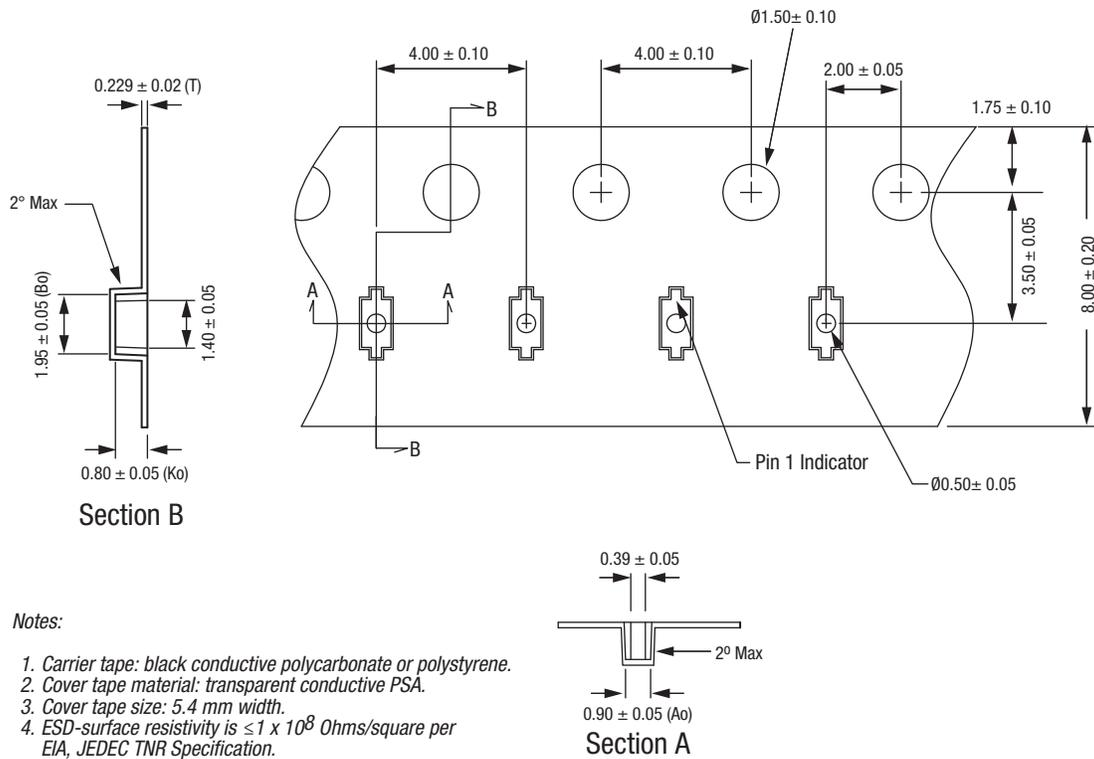 Ø1.50± 0.10
4.00 ± 0.10
4.00 ± 0.10
2.00 ± 0.05
0.229 ± 0.02 (T)
1.75 ± 0.10
B
2° Max
3.50 ± 0.05
8.00 ± 0.20
A
A
1.95 ± 0.05 (Bo)
1.40 ± 0.05
B
Pin 1 Indicator
0.80 ± 0.05 (Ko)
Ø0.50± 0.05
Section B
0.39 ± 0.05
Notes:
2º Max
1. Carrier tape: black conductive polycarbonate or polystyrene.
2. Cover tape material: transparent conductive PSA.
3. Cover tape size: 5.4 mm width.
4. ESD-surface resistivity is ≤1 x 10⁸ Ohms/square per
EIA, JEDEC TNR Specification.
0.90 ± 0.05 (Ao)
Section A